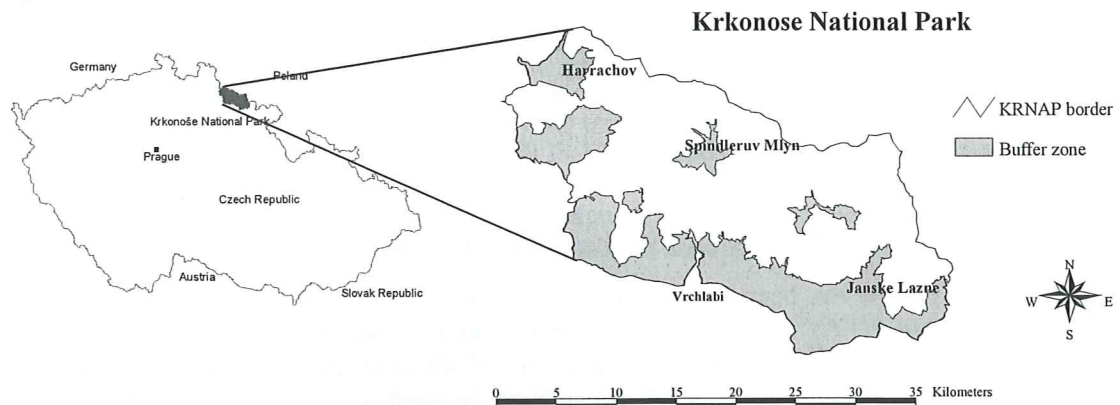 Krkonose National Park
Germany
Poland
Krkonoše National Park
Prague
Czech Republic
Austria
Slovak Republic
Harrachov
Spindleruv Mlyn
Vrchlabi
Janske Lazne
KRNAP border
Buffer zone
N
W E
S
0 5 10 15 20 25 30 35 Kilometers